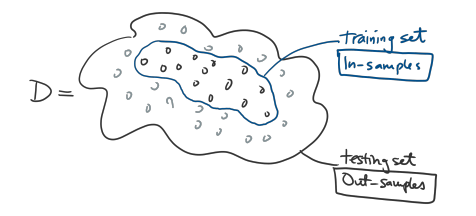 training set
In-samples
D =
testing set
Out-samples